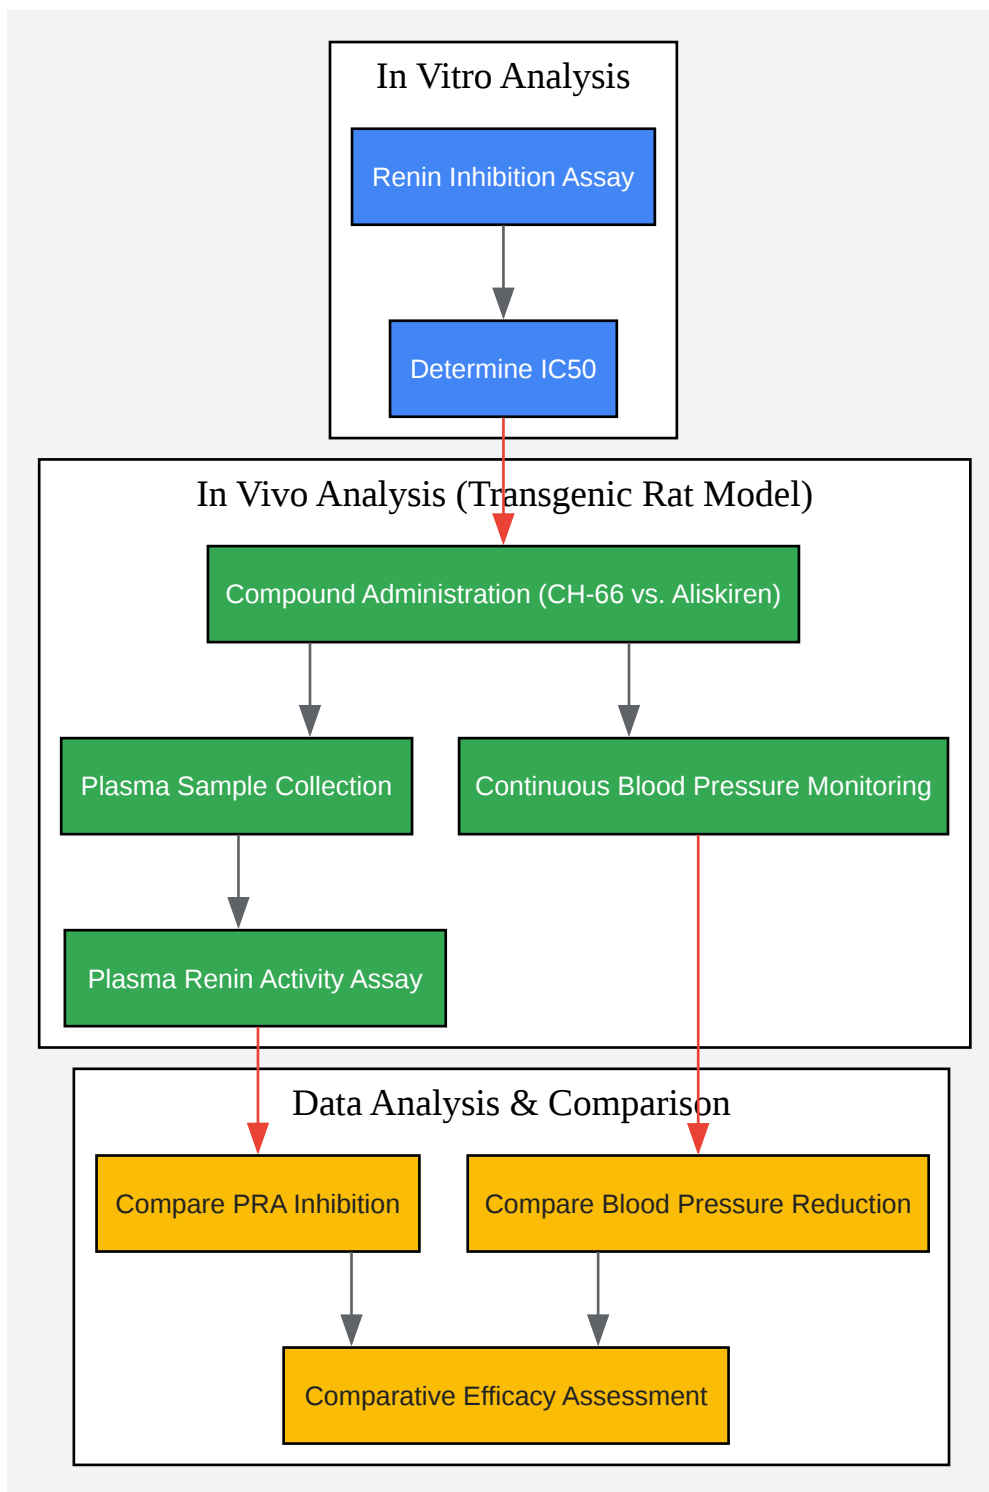 In Vitro Analysis
Renin Inhibition Assay
Determine IC50
In Vivo Analysis (Transgenic Rat Model)
Compound Administration (CH-66 vs. Aliskiren)
Plasma Sample Collection
Continuous Blood Pressure Monitoring
Plasma Renin Activity Assay
Data Analysis & Comparison
Compare PRA Inhibition
Compare Blood Pressure Reduction
Comparative Efficacy Assessment